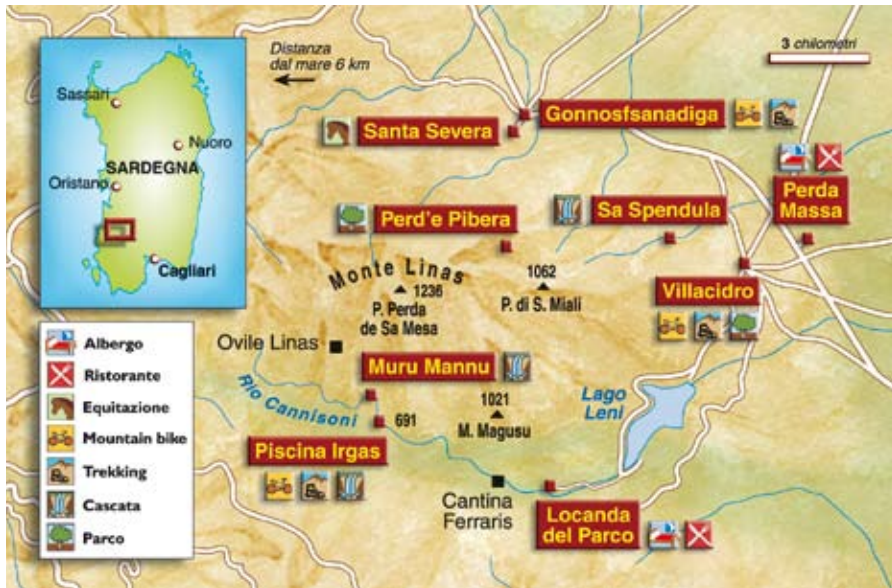 Distanza
dal mare 6 km
3 chilometri
Sassari
Nuoro
SARDEGNA
Oristano
Cagliari
Gonnosfsanadiga
Santa Severa
Perda
Massa
Perd'e Pibera
Sa Spendula
Monte Linas
1236
P. Perda
de Sa Mesa
1062
P. di S. Miali
Villacidro
Ovile Linas
Muru Mannu
Lago
Leni
Rio Cannisoni
691
1021
M. Magusu
Piscina Irgas
Cantina
Ferraris
Locanda
del Parco
Albergo
Ristorante
Equitazione
Mountain bike
Trekking
Cascata
Parco